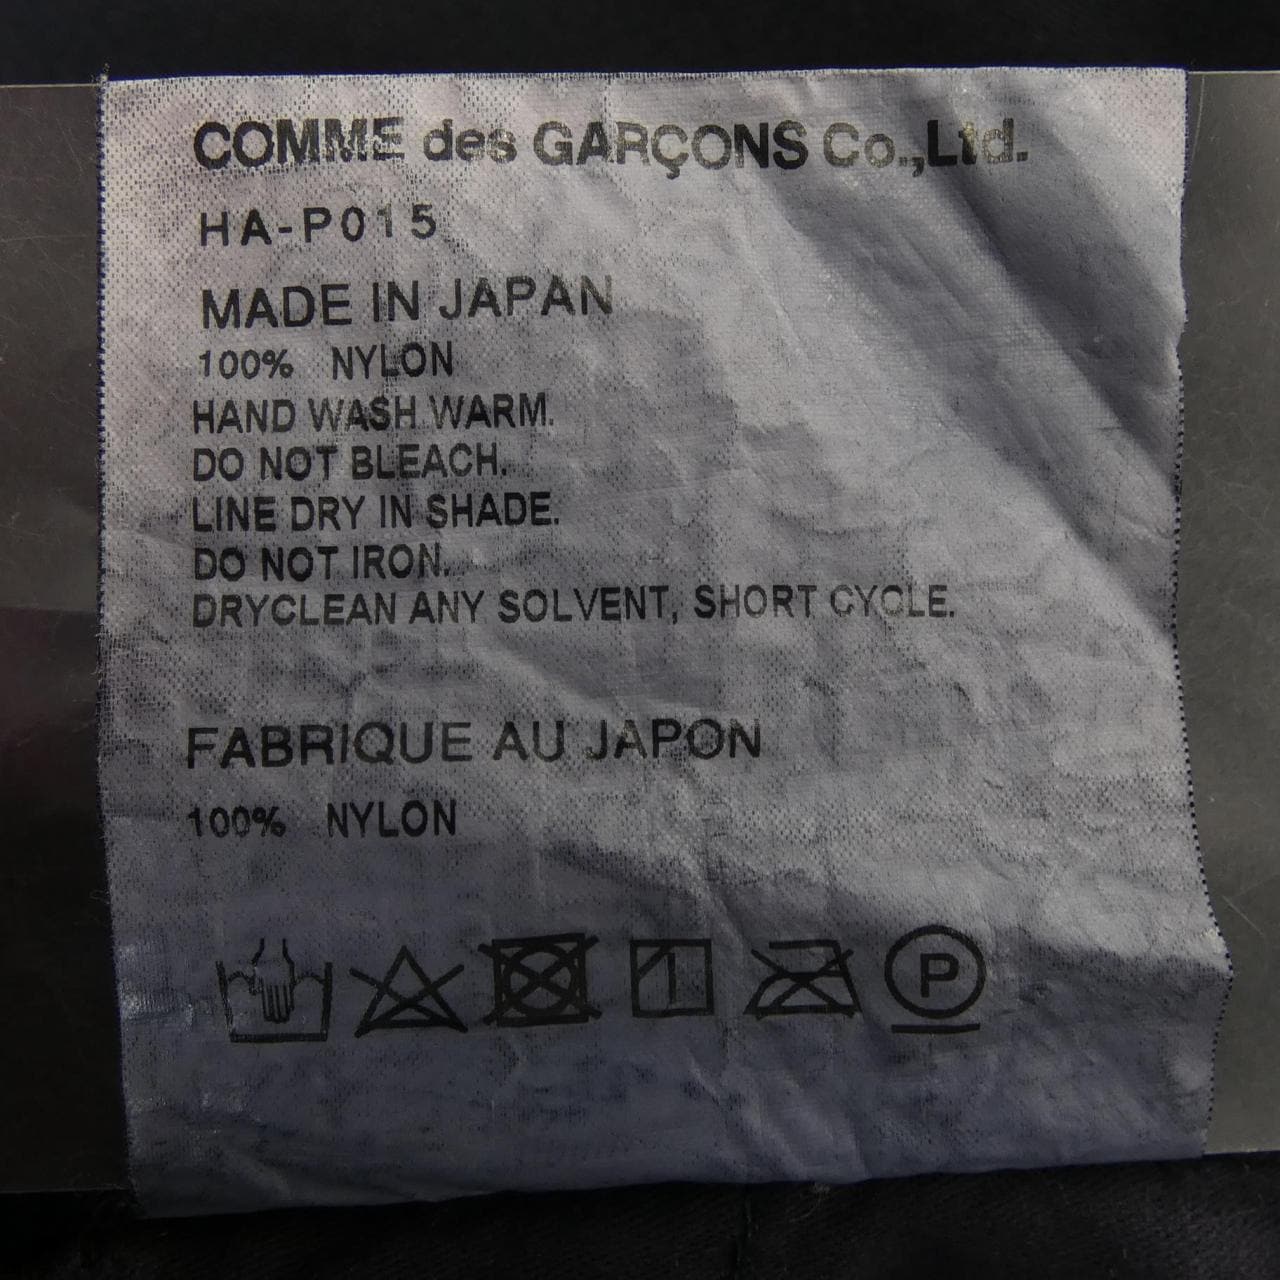 COMME des GARÇONS Co.,Ltd.
HA-P015
MADE IN JAPAN
100% NYLON
HAND WASH WARM.
DO NOT BLEACH.
LINE DRY IN SHADE.
DO NOT IRON.
DRYCLEAN ANY SOLVENT, SHORT CYCLE.
FABRIQUE AU JAPON
100% NYLON
P